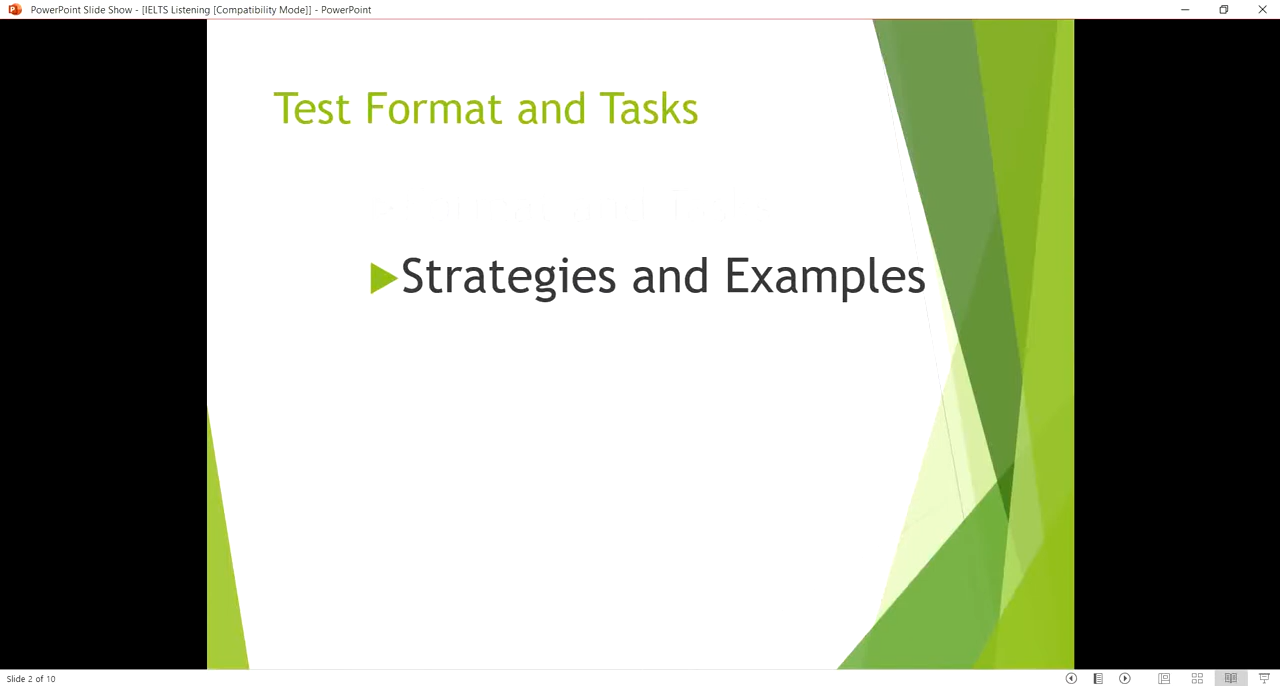 PowerPoint Slide Show - [IELTS Listening [Compatibility Mode]] - PowerPoint
Test Format and Tasks
Strategies and Examples
Slide 2 of 10